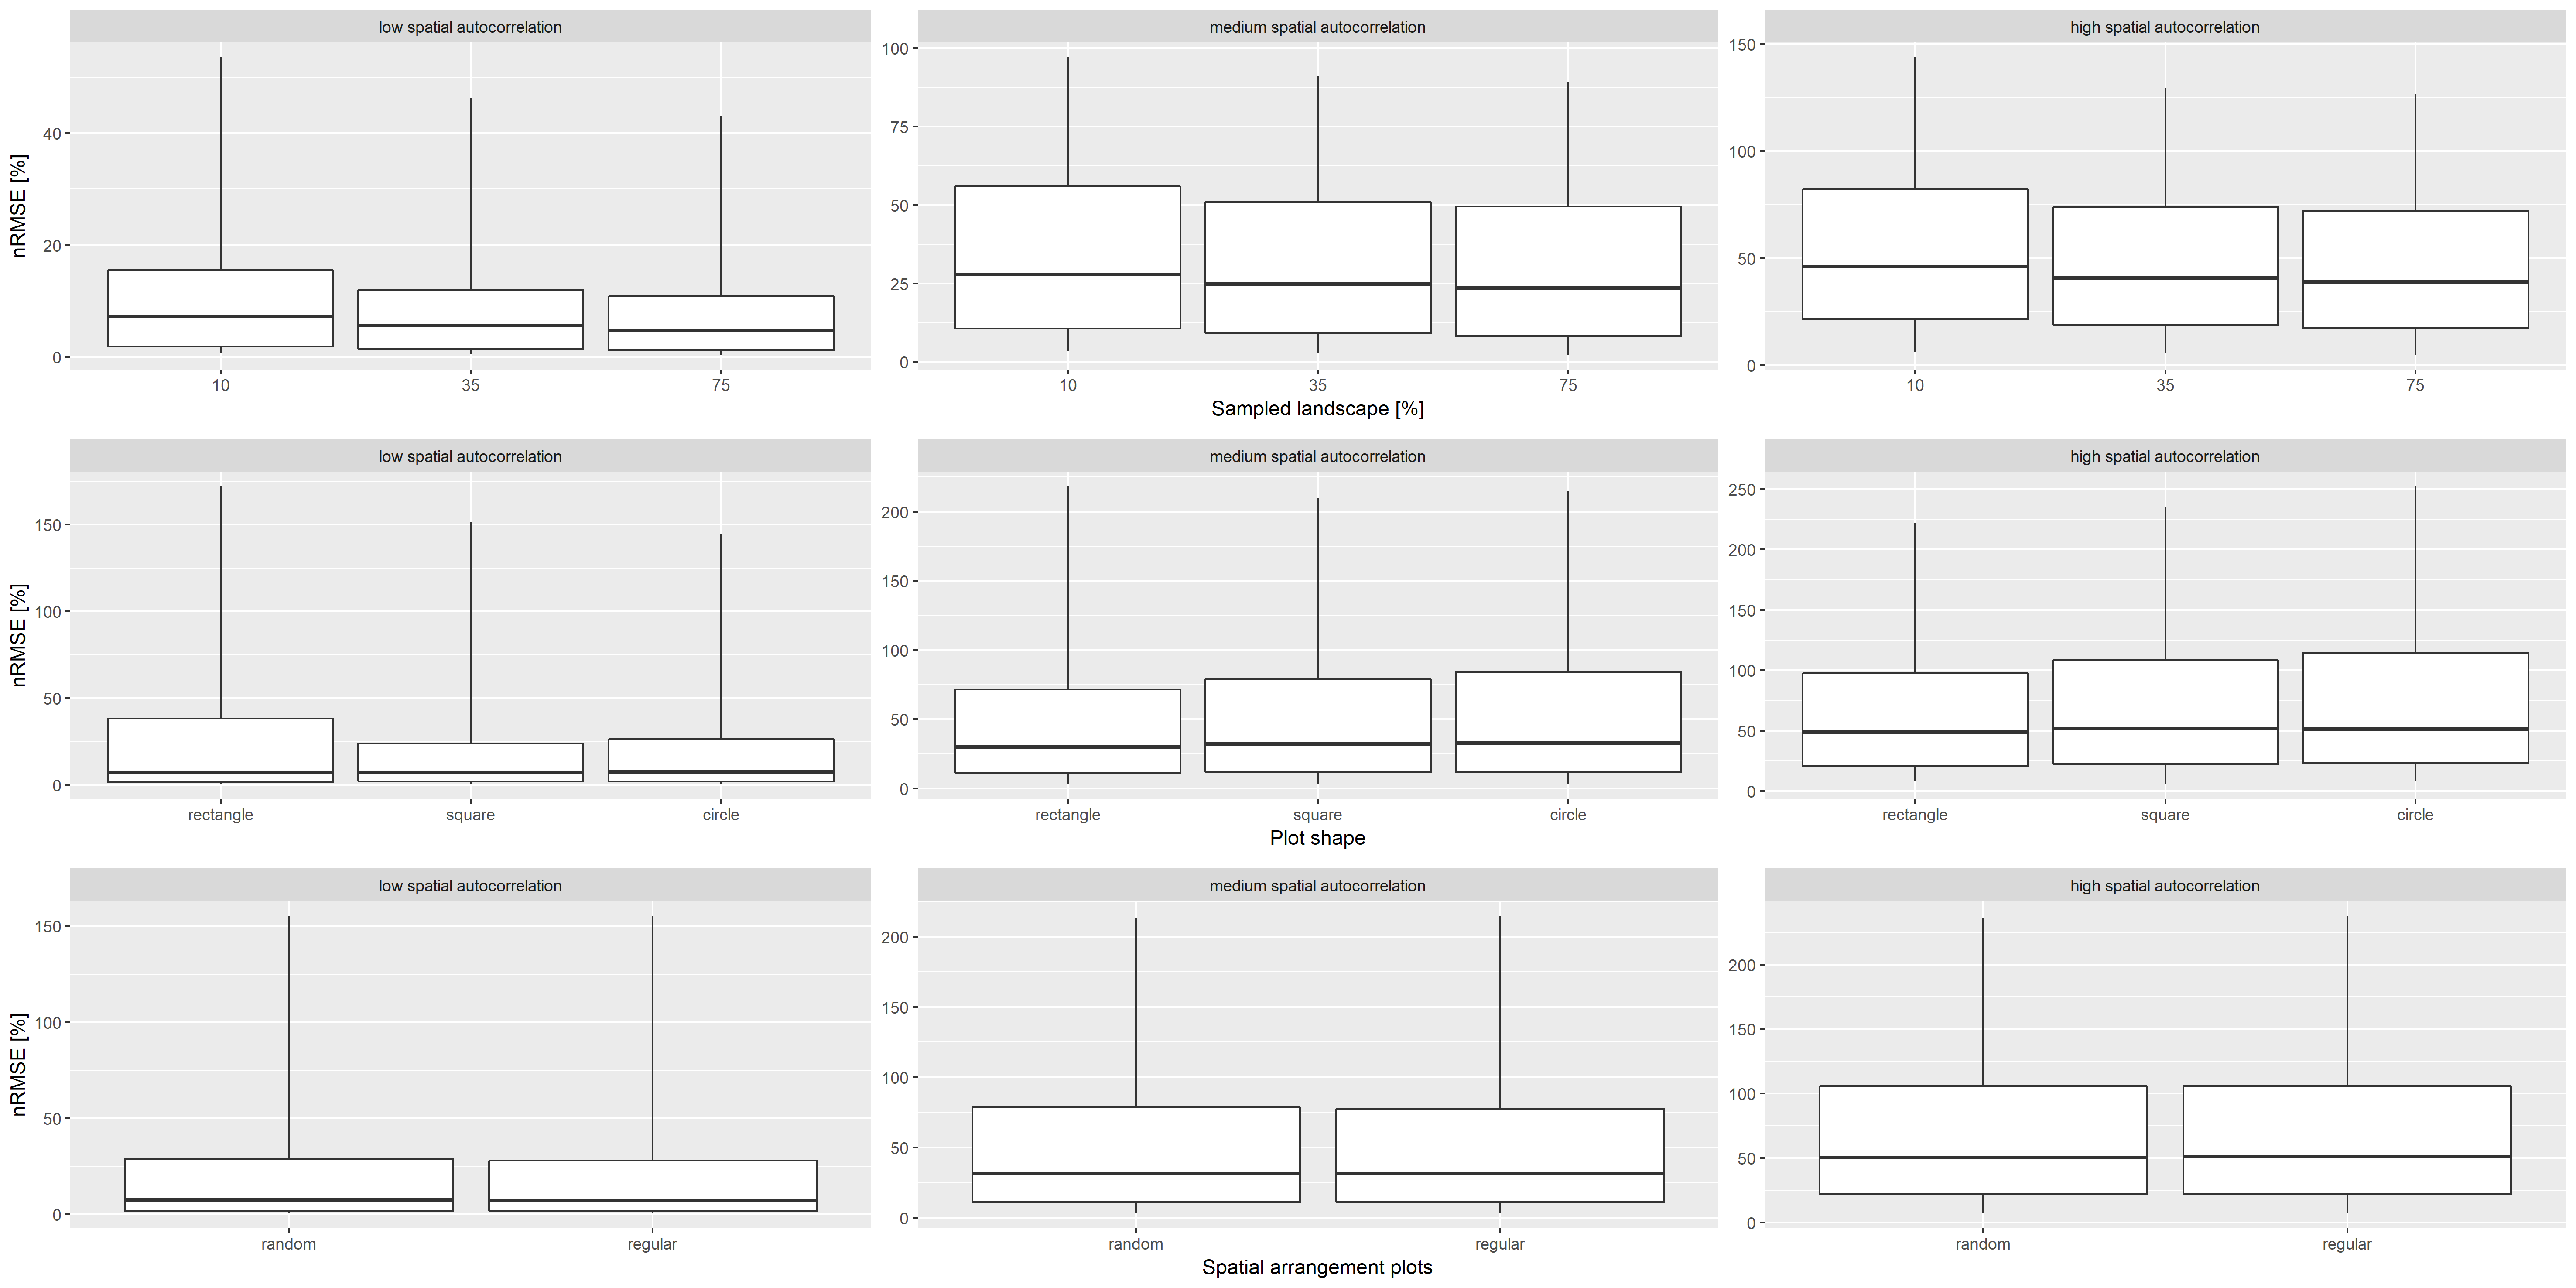 low spatial autocorrelation
medium spatial autocorrelation
high spatial autocorrelation
nRMSE [%]
40
20
0
100
75
50
25
0
150
100
50
0
10 35 75
10 35 75
10 35 75
Sampled landscape [%]
low spatial autocorrelation
medium spatial autocorrelation
high spatial autocorrelation
nRMSE [%]
150
100
50
0
200
150
100
50
0
250
200
150
100
50
0
rectangle square circle
rectangle square circle
rectangle square circle
Plot shape
low spatial autocorrelation
medium spatial autocorrelation
high spatial autocorrelation
nRMSE [%]
150
100
50
0
200
150
100
50
0
200
150
100
50
0
random regular
random regular
random regular
Spatial arrangement plots